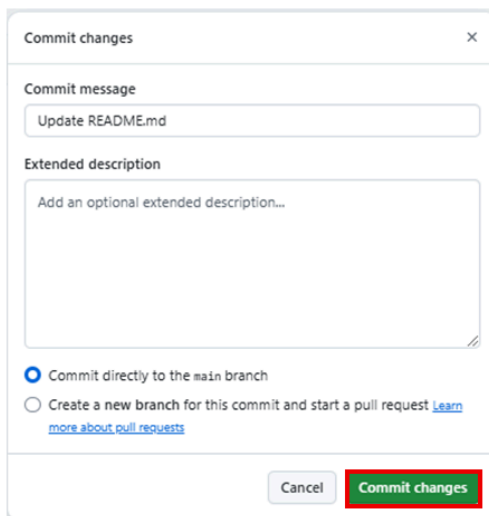 Commit changes
×
Commit message
Update README.md
Extended description
Add an optional extended description...
Commit directly to the main branch
Create a new branch for this commit and start a pull request Learn
more about pull requests
Cancel Commit changes